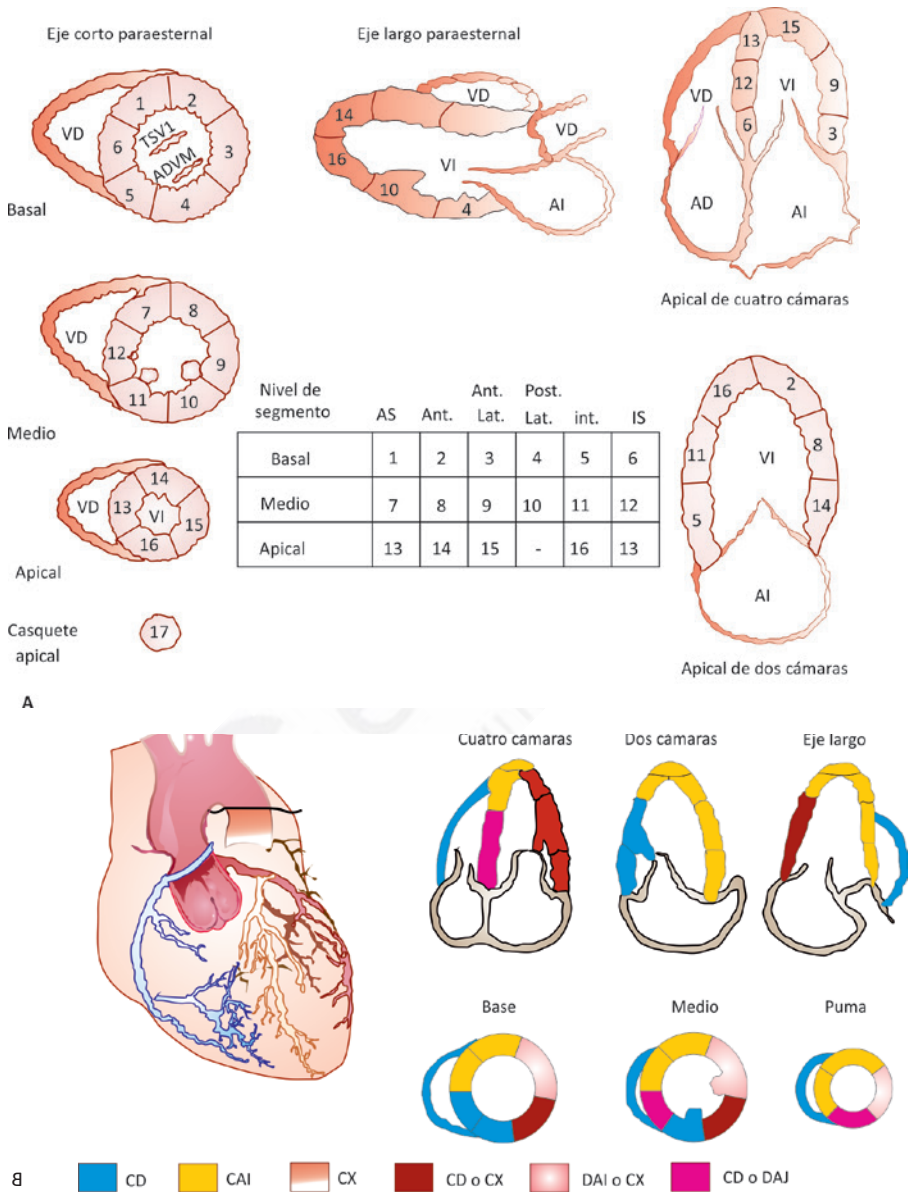 Eje corto paraesternal
VD
1
2
3
4
5
6
TSV1
ADVM
Basal
Eje largo paraesternal
VD
14
16
10
4
VI
VD
AI
13
15
12
9
6
3
VD
VI
AD
AI
Apical de cuatro cámaras
VD
7
8
9
10
11
12
Medio
VD
14
13
VI
15
16
Apical
Casquete
apical
17
Nivel de segmento AS Ant. Ant. Lat. Post. Lat. int. IS
Basal 1 2 3 4 5 6
Medio 7 8 9 10 11 12
Apical 13 14 15 - 16 13
16
2
11
8
5
14
VI
AI
Apical de dos cámaras
A
Cuatro cámaras
Dos cámaras
Eje largo
Base
Medio
Puma
B
CD
CAI
CX
CD o CX
DAI o CX
CD o DAJ